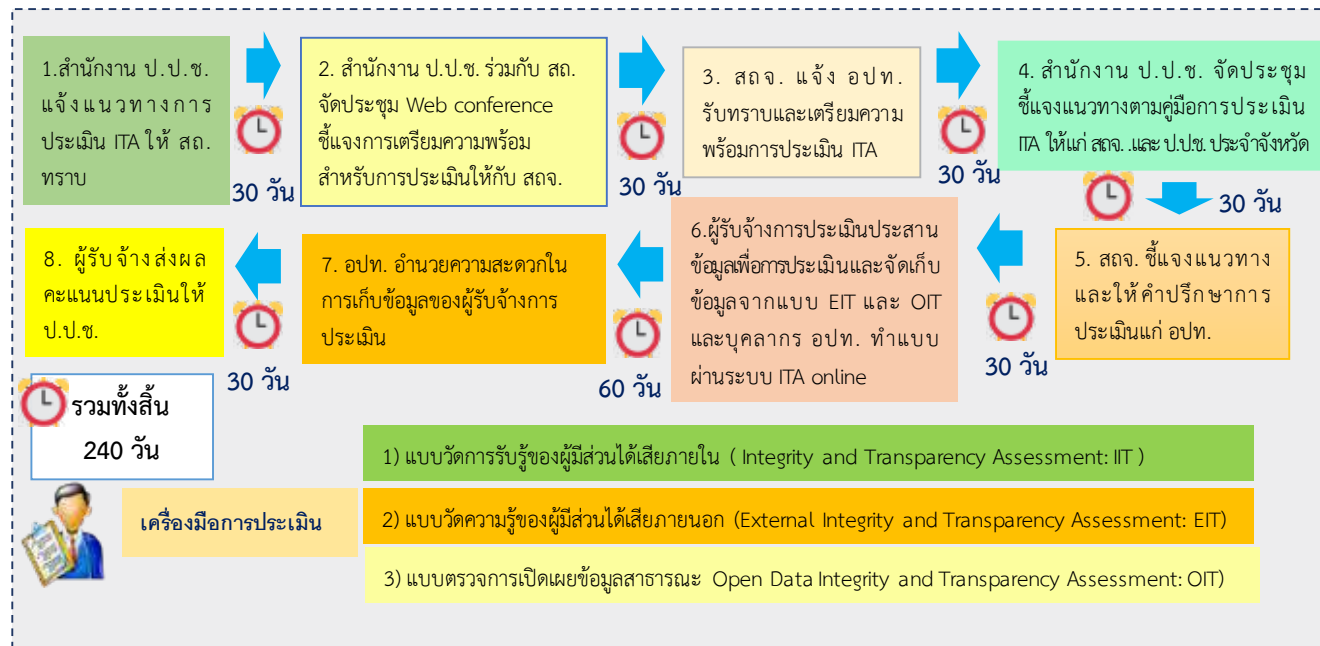 1.สำนักงาน ป.ป.ช.
แจ้งแนวทางการ
ประเมิน ITA ให้ สถ.
ทราบ
30 วัน
2. สำนักงาน ป.ป.ช. ร่วมกับ สถ.
จัดประชุม Web conference
ชี้แจงการเตรียมความพร้อม
สำหรับการประเมินให้กับ สถจ.
30 วัน
3. สถจ. แจ้ง อปท.
รับทราบและเตรียมความ
พร้อมการประเมิน ITA
30 วัน
4. สำนักงาน ป.ป.ช. จัดประชุม
ชี้แจงแนวทางตามคู่มือการประเมิน
ITA ให้แก่ สถจ. .และ ป.ป.ช. ประจำจังหวัด
30 วัน
5. สถจ. ชี้แจงแนวทาง
และให้คำปรึกษาการ
ประเมินแก่ อปท.
30 วัน
6.ผู้รับจ้างการประเมินประสาน
ข้อมูลเพื่อการประเมินและจัดเก็บ
ข้อมูลจากแบบ EIT และ OIT
และบุคลากร อปท. ทำแบบ
ผ่านระบบ ITA online
60 วัน
7. อปท. อำนวยความสะดวกใน
การเก็บข้อมูลของผู้รับจ้างการ
ประเมิน
30 วัน
8. ผู้รับจ้างส่งผล
คะแนนประเมินให้
ป.ป.ช.
รวมทั้งสิ้น
240 วัน
เครื่องมือการประเมิน
1) แบบวัดการรับรู้ของผู้มีส่วนได้เสียภายใน ( Integrity and Transparency Assessment: IIT )
2) แบบวัดความรู้ของผู้มีส่วนได้เสียภายนอก (External Integrity and Transparency Assessment: EIT)
3) แบบตรวจการเปิดเผยข้อมูลสาธารณะ Open Data Integrity and Transparency Assessment: OIT)